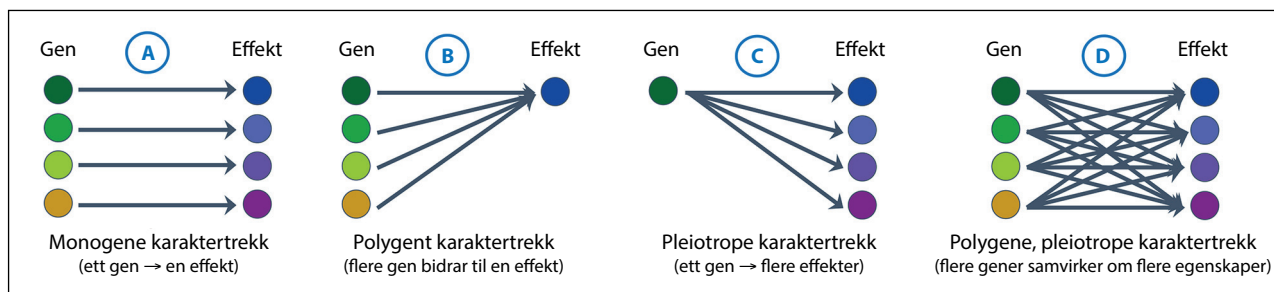 Gen A Effekt
Monogene karaktertrekk
(ett gen → en effekt)
Gen B Effekt
Polygent karaktertrekk
(flere gen bidrar til en effekt)
Gen C Effekt
Pleiotrope karaktertrekk
(ett gen → flere effekter)
Gen D Effekt
Polygene, pleiotrope karaktertrekk
(flere gener samvirker om flere egenskaper)